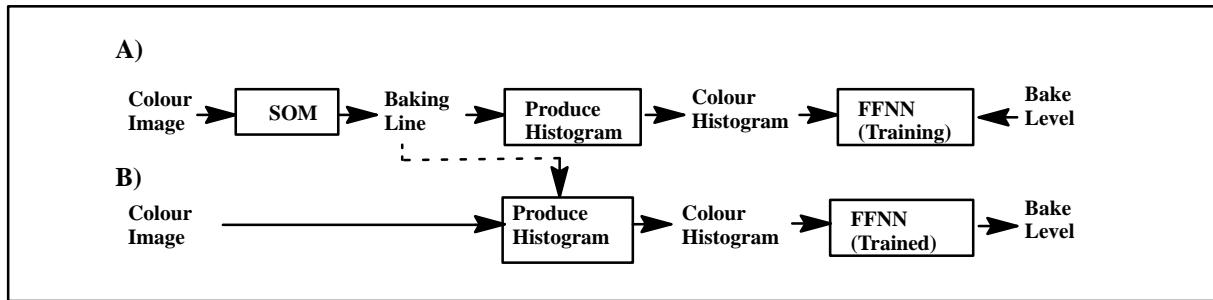 A)
Colour
Image
SOM
Baking
Line
Produce
Histogram
Colour
Histogram
FFNN
(Training)
Bake
Level
B)
Colour
Image
Produce
Histogram
Colour
Histogram
FFNN
(Trained)
Bake
Level